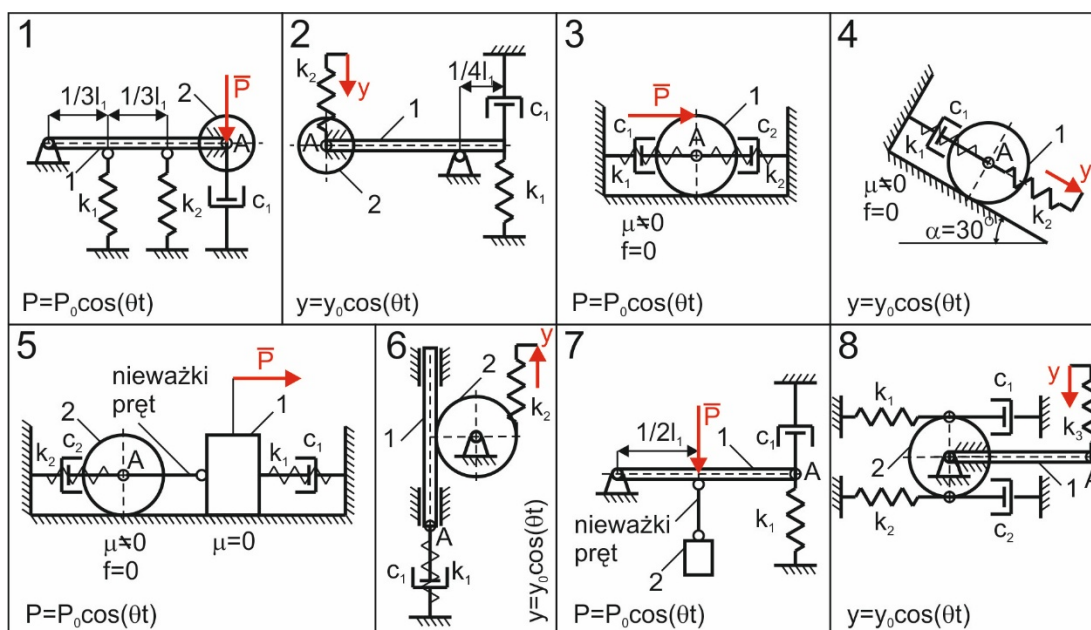 1
1/3l₁
1/3l₁
2
P̅
A
1
k₁
k₂
c₁
P=P₀cos(θt)
2
k₂
y
1/4l₁
1
c₁
A
2
k₁
y=y₀cos(θt)
3
P̅
1
c₁
A
c₂
k₁
k₂
μ≠0
f=0
P=P₀cos(θt)
4
c₁
k₁
A
1
μ≠0
f=0
y
k₂
α=30°
y=y₀cos(θt)
5
P̅
nieważki
pręt
1
2
k₂
c₂
A
k₁
c₁
μ≠0
f=0
μ=0
P=P₀cos(θt)
6
y
2
1
k₂
A
c₁
k₁
y=y₀cos(θt)
7
P̅
1/2l₁
1
c₁
A
nieważki
pręt
k₁
2
P=P₀cos(θt)
8
y
k₁
c₁
k₃
2
A
1
k₂
c₂
y=y₀cos(θt)